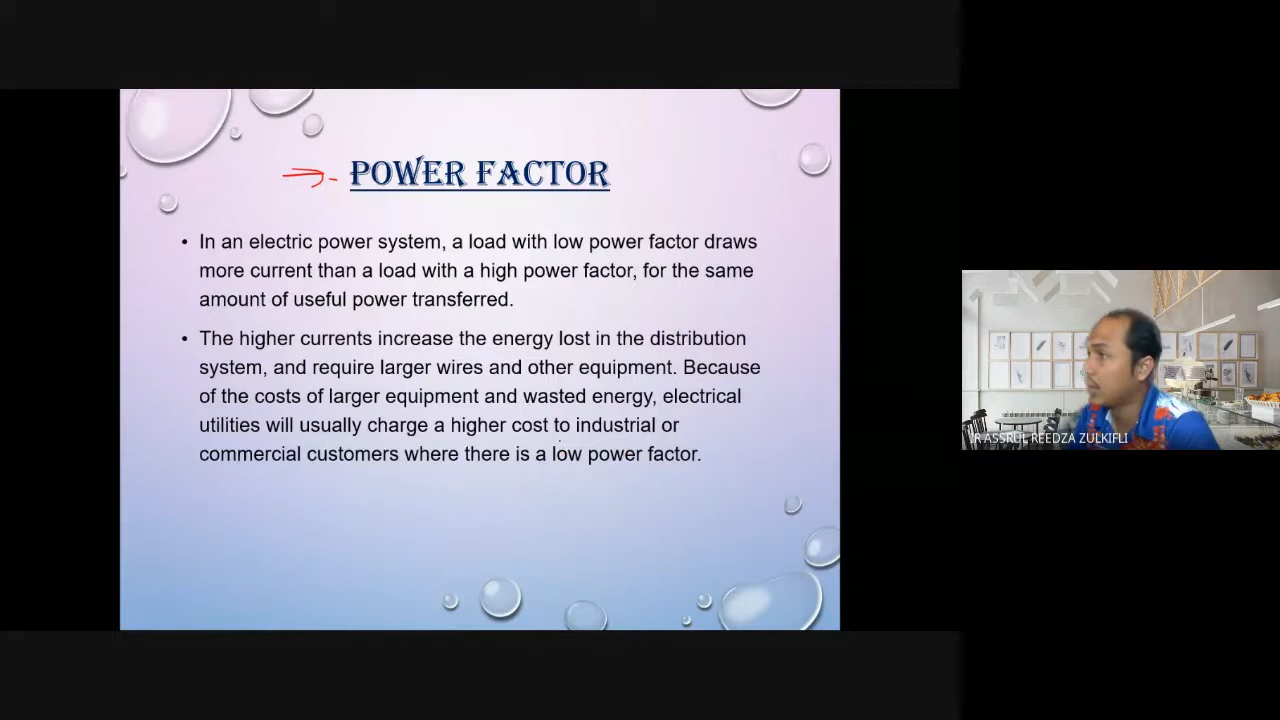 POWER FACTOR
• In an electric power system, a load with low power factor draws
more current than a load with a high power factor, for the same
amount of useful power transferred.
• The higher currents increase the energy lost in the distribution
system, and require larger wires and other equipment. Because
of the costs of larger equipment and wasted energy, electrical
utilities will usually charge a higher cost to industrial or
commercial customers where there is a low power factor.
R ASSRUL REEDZA ZULKIFLI